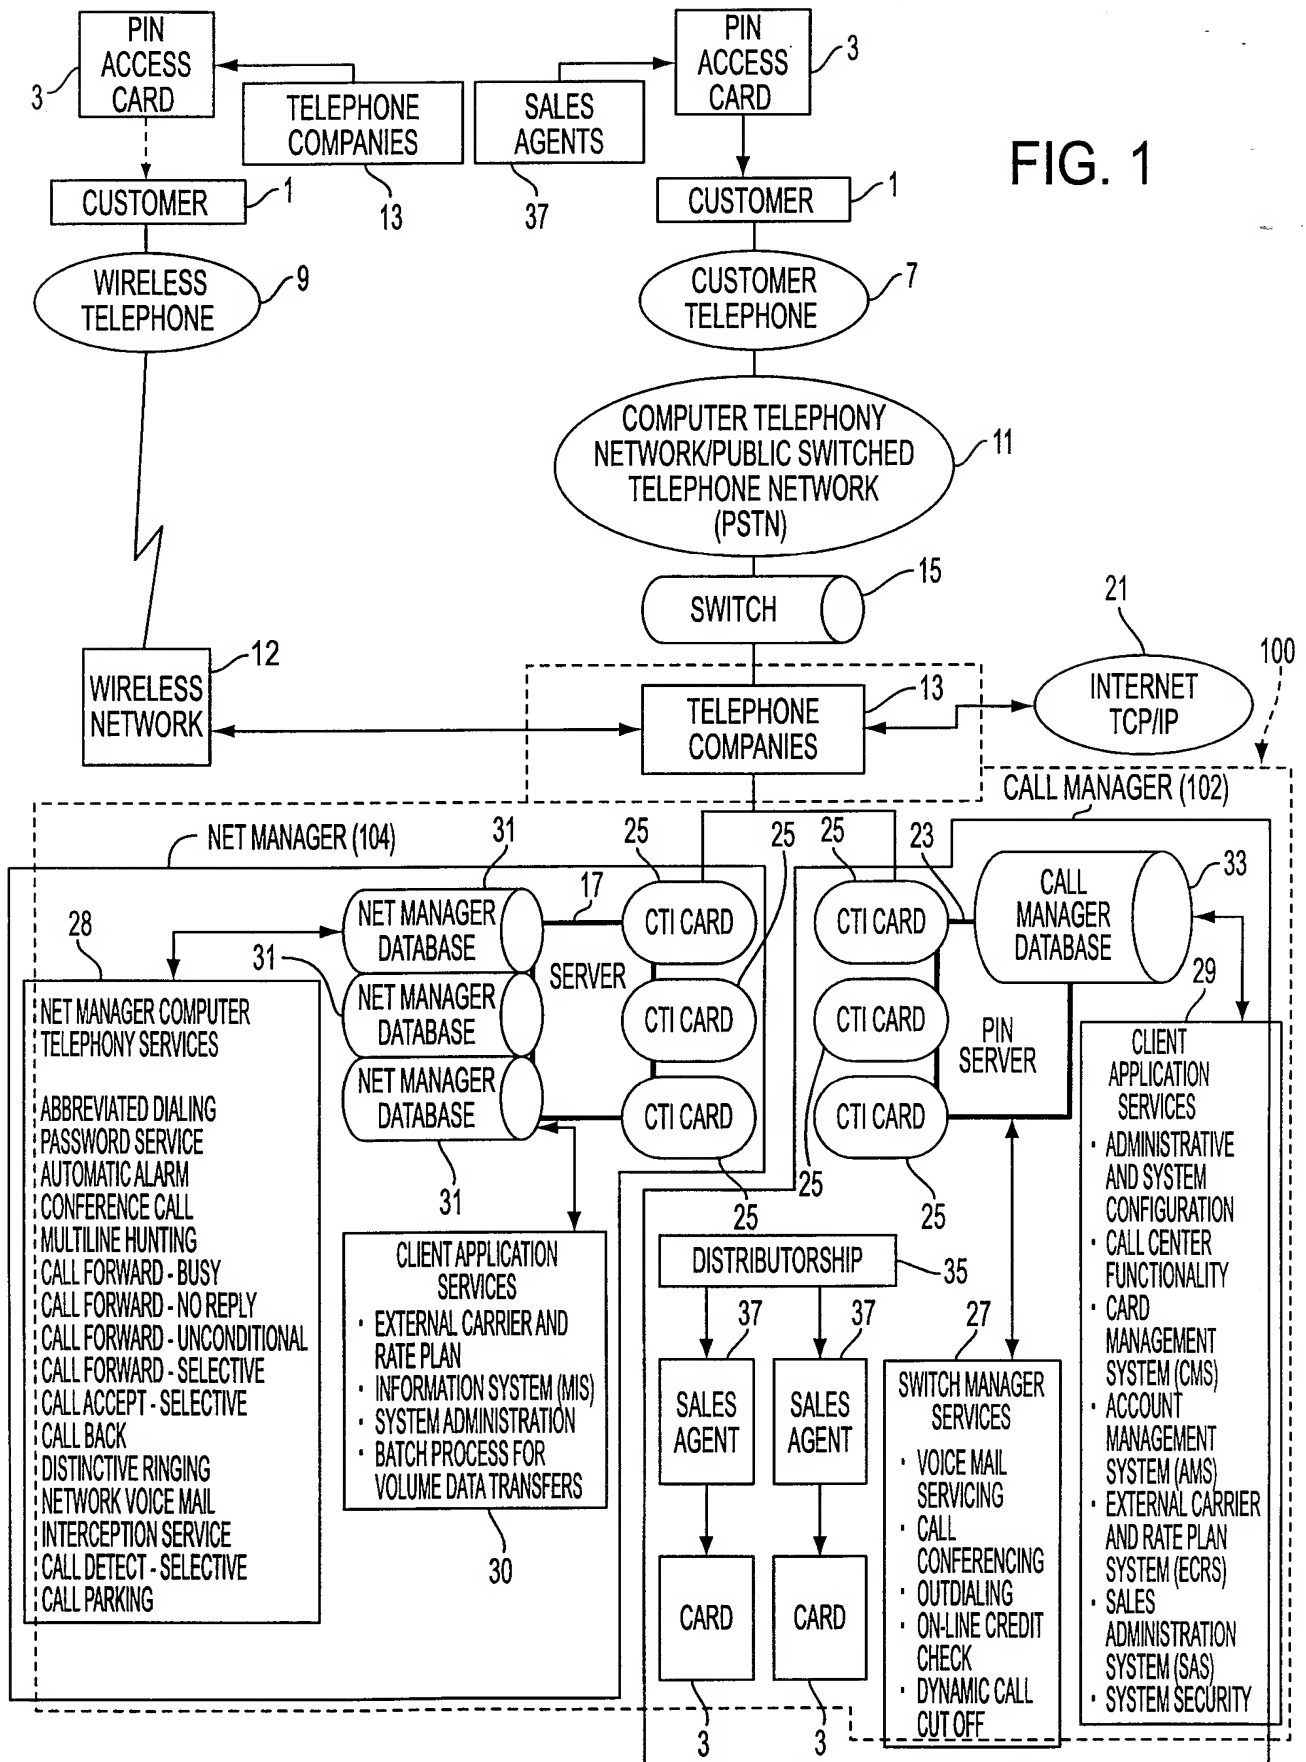 FIG. 1
PIN
ACCESS
CARD
3
TELEPHONE
COMPANIES
13
SALES
AGENTS
37
PIN
ACCESS
CARD
3
CUSTOMER
1
CUSTOMER
1
WIRELESS
TELEPHONE
9
CUSTOMER
TELEPHONE
7
COMPUTER TELEPHONY
NETWORK/PUBLIC SWITCHED
TELEPHONE NETWORK
(PSTN)
11
SWITCH
15
WIRELESS
NETWORK
12
TELEPHONE
COMPANIES
13
INTERNET
TCP/IP
21
100
NET MANAGER (104)
CALL MANAGER (102)
31
NET MANAGER
DATABASE
31
NET MANAGER
DATABASE
NET MANAGER
DATABASE
31
17
SERVER
25
CTI CARD
25
CTI CARD
CTI CARD
25
25
CTI CARD
CTI CARD
25
CTI CARD
25
23
CALL
MANAGER
DATABASE
33
PIN
SERVER
28
NET MANAGER COMPUTER
TELEPHONY SERVICES
ABBREVIATED DIALING
PASSWORD SERVICE
AUTOMATIC ALARM
CONFERENCE CALL
MULTILINE HUNTING
CALL FORWARD - BUSY
CALL FORWARD - NO REPLY
CALL FORWARD - UNCONDITIONAL
CALL FORWARD - SELECTIVE
CALL ACCEPT - SELECTIVE
CALL BACK
DISTINCTIVE RINGING
NETWORK VOICE MAIL
INTERCEPTION SERVICE
CALL DETECT - SELECTIVE
CALL PARKING
CLIENT APPLICATION
SERVICES
· EXTERNAL CARRIER AND
RATE PLAN
· INFORMATION SYSTEM (MIS)
· SYSTEM ADMINISTRATION
· BATCH PROCESS FOR
VOLUME DATA TRANSFERS
30
DISTRIBUTORSHIP
35
37
SALES
AGENT
37
SALES
AGENT
CARD
3
CARD
3
27
SWITCH MANAGER
SERVICES
· VOICE MAIL
SERVICING
· CALL
CONFERENCING
· OUTDIALING
· ON-LINE CREDIT
CHECK
· DYNAMIC CALL
CUT OFF
29
CLIENT
APPLICATION
SERVICES
· ADMINISTRATIVE
AND SYSTEM
CONFIGURATION
· CALL CENTER
FUNCTIONALITY
· CARD
MANAGEMENT
SYSTEM (CMS)
· ACCOUNT
MANAGEMENT
SYSTEM (AMS)
· EXTERNAL CARRIER
AND RATE PLAN
SYSTEM (ECRS)
· SALES
ADMINISTRATION
SYSTEM (SAS)
· SYSTEM SECURITY